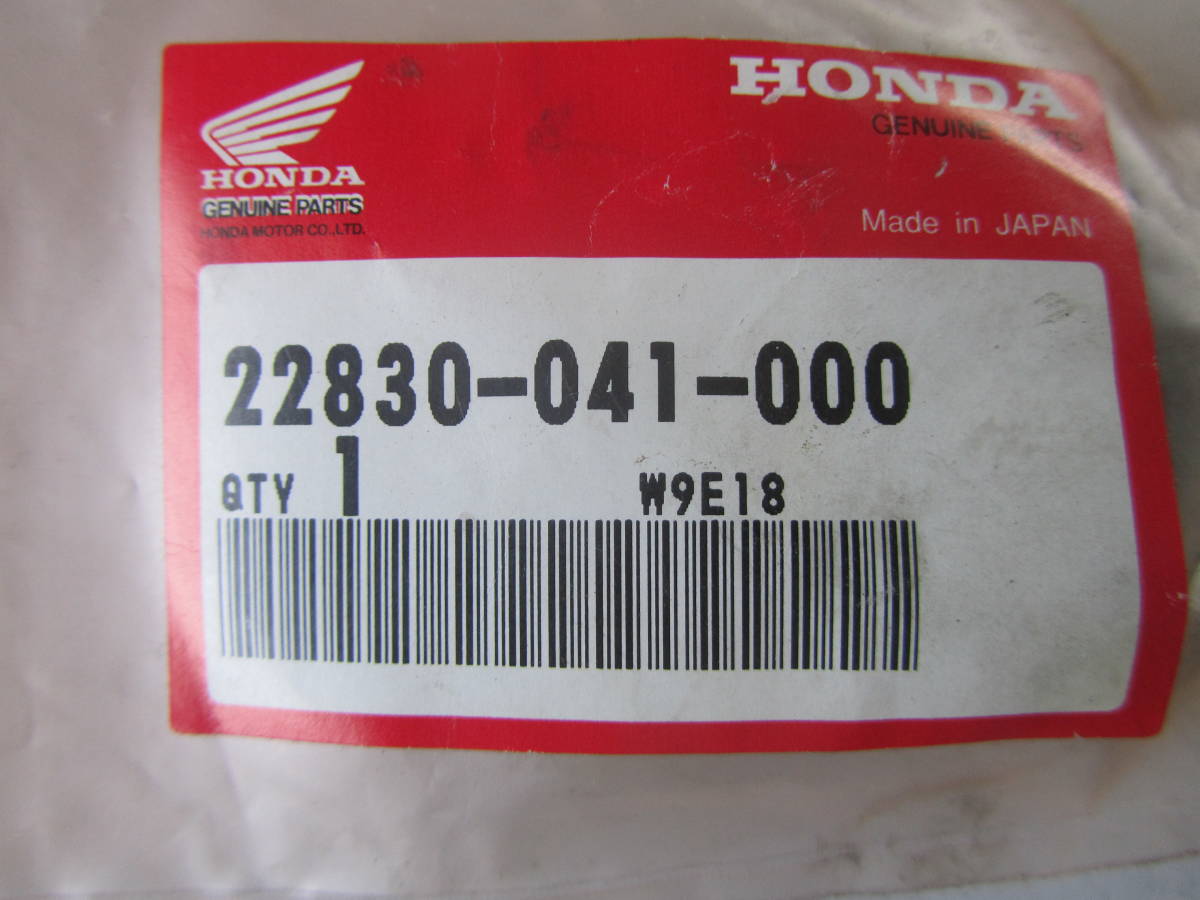 HONDA
GENUINE PARTS
HONDA MOTOR CO.,LTD.
HONDA
GENUINE PARTS
Made in JAPAN
22830-041-000
QTY 1 W9E18